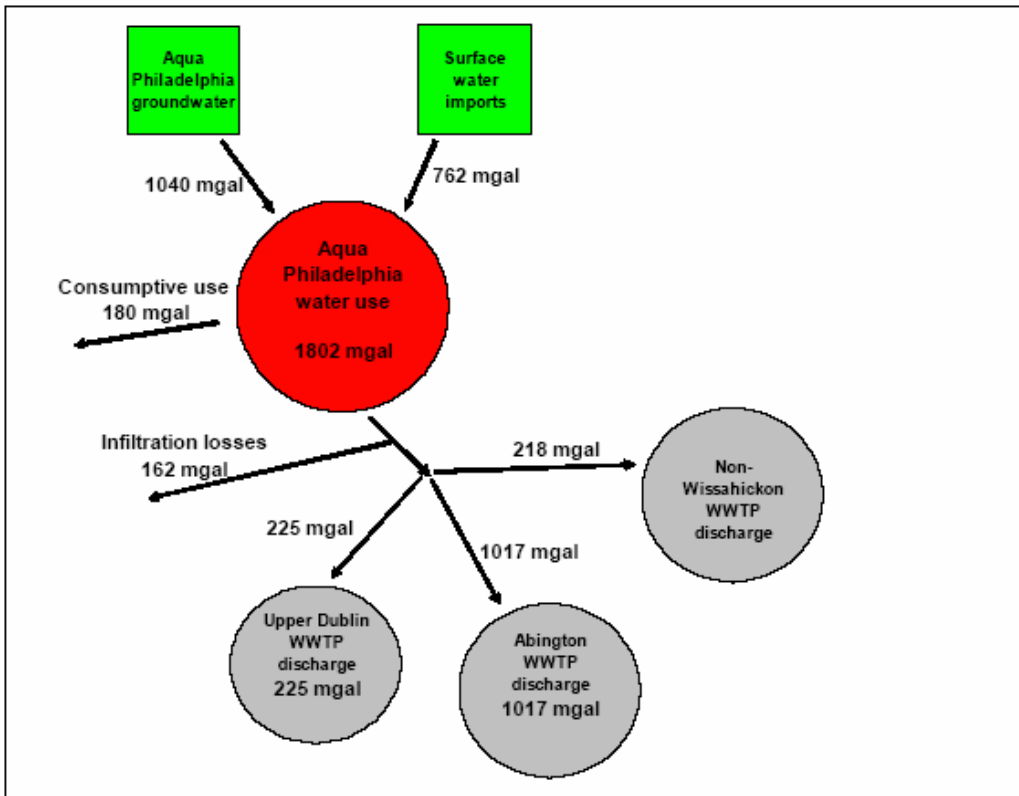 Aqua
Philadelphia
groundwater
Surface
water
imports
1040 mgal
762 mgal
Aqua
Philadelphia
water use
1802 mgal
Consumptive use
180 mgal
Infiltration losses
162 mgal
218 mgal
Non-
Wissahickon
WWTP
discharge
225 mgal
1017 mgal
Upper Dublin
WWTP
discharge
225 mgal
Abington
WWTP
discharge
1017 mgal